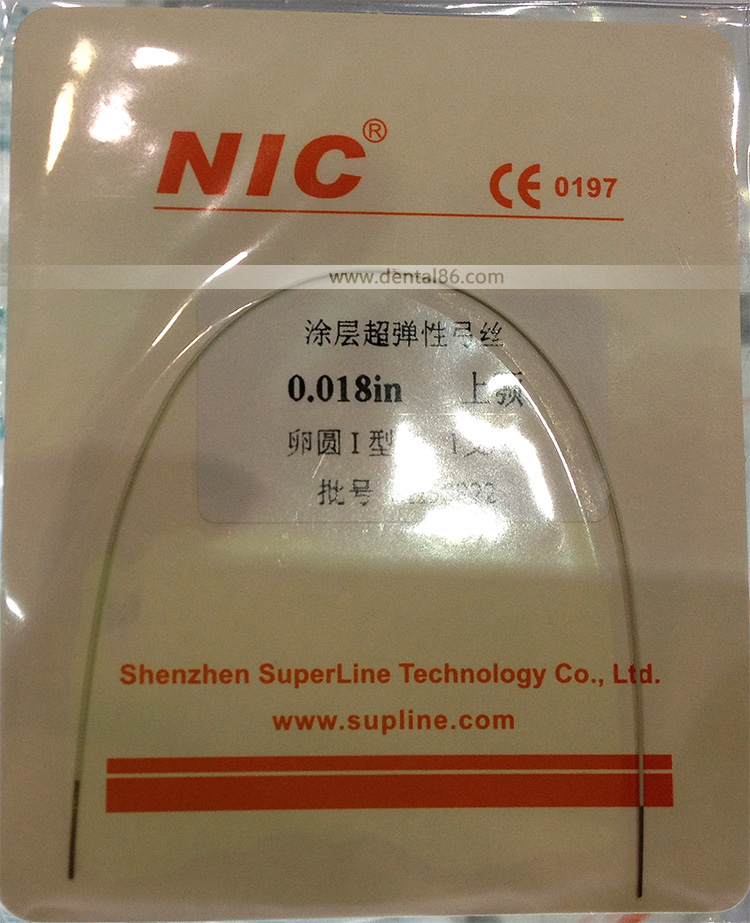 NIC®
CE 0197
www.dental86.com
涂层超弹性弓丝
0.018in 上颌
卵圆 I 型
批号
Shenzhen SuperLine Technology Co., Ltd.
www.supline.com